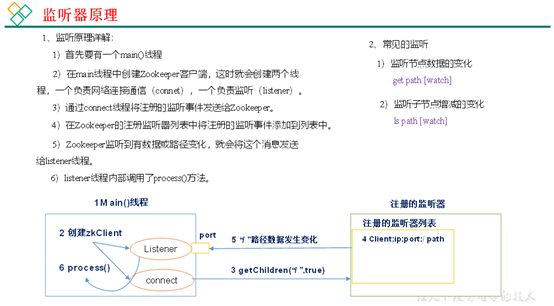 监听器原理
1、监听原理详解:
1)首先要有一个main()线程
2)在main线程中创建Zookeeper客户端,这时就会创建两个线
程,一个负责网络连接通信(connet),一个负责监听(listener)。
3)通过connect线程将注册的监听事件发送给Zookeeper。
4)在Zookeeper的注册监听器列表中将注册的监听事件添加到列表中。
5)Zookeeper监听到有数据或路径变化,就会将这个消息发送
给listener线程。
6)listener线程内部调用了process()方法。
2、常见的监听
1)监听节点数据的变化
get path [watch]
2)监听子节点增减的变化
ls path [watch]
1Main()线程
2 创建zkClient
Listener
6 process()
connect
port
5 “/”路径数据发生变化
3 getChildren(“/”,true)
注册的监听器
注册的监听器列表
4 Client:ip:port:/ path